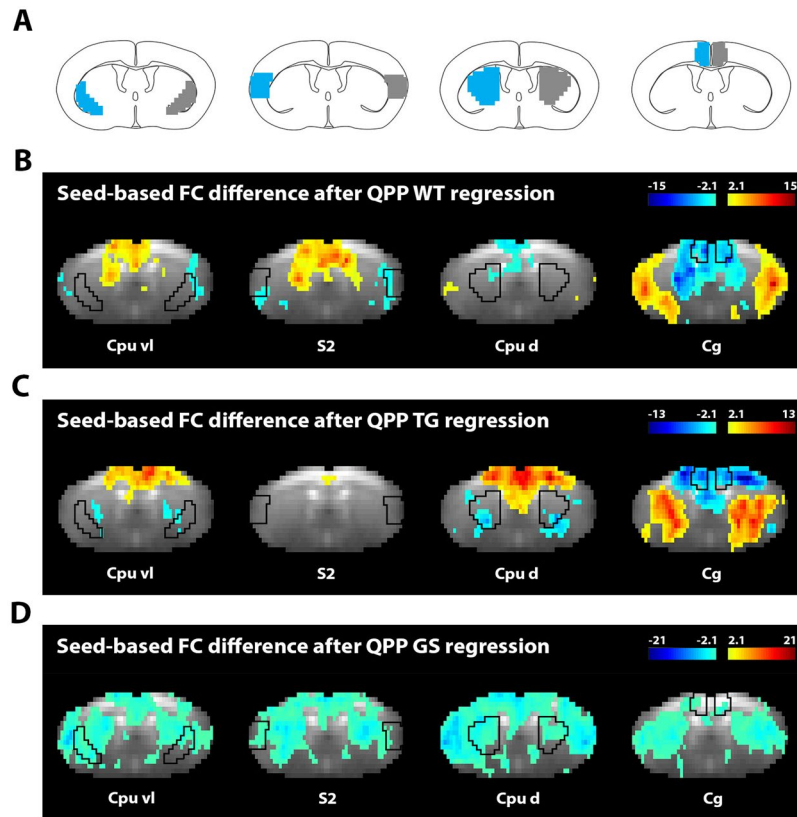 A
B
Seed-based FC difference after QPP WT regression
-15 -2.1 2.1 15
Cpu vl S2 Cpu d Cg
C
Seed-based FC difference after QPP TG regression
-13 -2.1 2.1 13
Cpu vl S2 Cpu d Cg
D
Seed-based FC difference after QPP GS regression
-21 -2.1 2.1 21
Cpu vl S2 Cpu d Cg